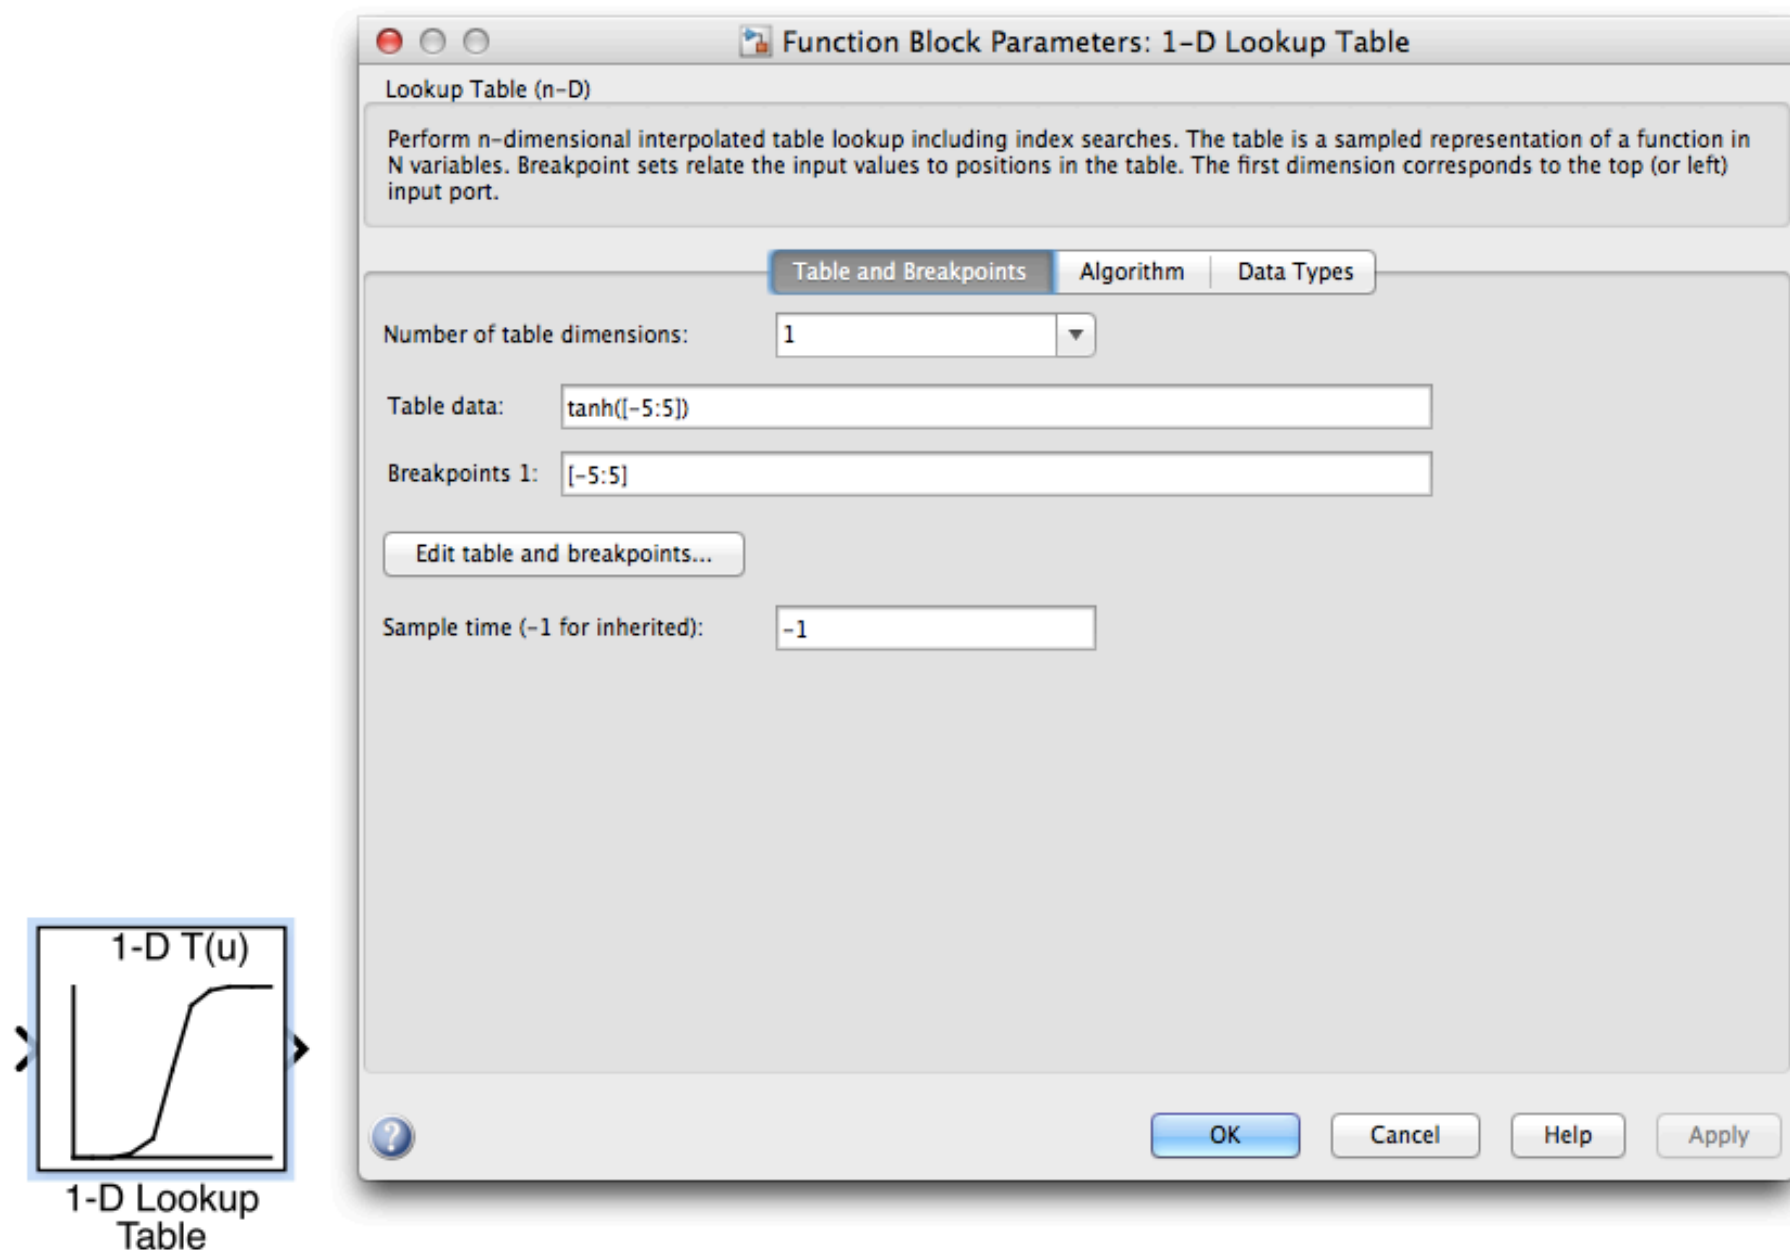 Function Block Parameters: 1-D Lookup Table
Lookup Table (n-D)
Perform n-dimensional interpolated table lookup including index searches. The table is a sampled representation of a function in
N variables. Breakpoint sets relate the input values to positions in the table. The first dimension corresponds to the top (or left)
input port.
Table and Breakpoints Algorithm Data Types
Number of table dimensions: 1
Table data: tanh([-5:5])
Breakpoints 1: [-5:5]
Edit table and breakpoints...
Sample time (-1 for inherited): -1
1-D T(u)
1-D Lookup
Table
? OK Cancel Help Apply